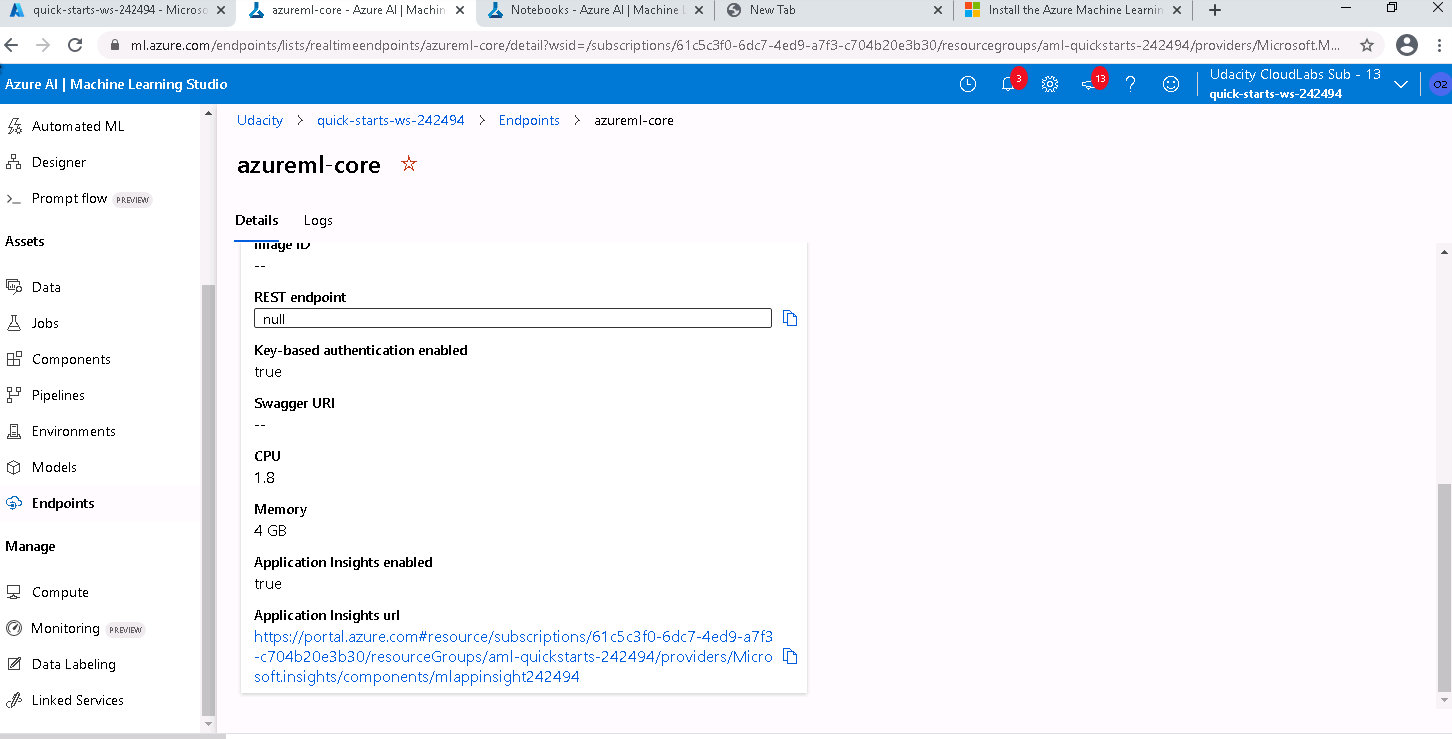 quick-starts-ws-242494 - Microso
azureml-core - Azure AI | Machin
Notebooks - Azure AI | Machine L
New Tab
Install the Azure Machine Learnin
ml.azure.com/endpoints/lists/realtimeendpoints/azureml-core/detail?wsid=/subscriptions/61c5c3f0-6dc7-4ed9-a7f3-c704b20e3b30/resourcegroups/aml-quickstarts-242494/providers/Microsoft.M...
Azure AI | Machine Learning Studio
3
13
Udacity CloudLabs Sub - 13
quick-starts-ws-242494
O2
Automated ML
Designer
Prompt flow PREVIEW
Assets
Data
Jobs
Components
Pipelines
Environments
Models
Endpoints
Manage
Compute
Monitoring PREVIEW
Data Labeling
Linked Services
Udacity > quick-starts-ws-242494 > Endpoints > azureml-core
azureml-core
Details Logs
Image ID
--
REST endpoint
null
Key-based authentication enabled
true
Swagger URI
--
CPU
1.8
Memory
4 GB
Application Insights enabled
true
Application Insights url
https://portal.azure.com#resource/subscriptions/61c5c3f0-6dc7-4ed9-a7f3
-c704b20e3b30/resourceGroups/aml-quickstarts-242494/providers/Micro
soft.insights/components/mlappinsight242494